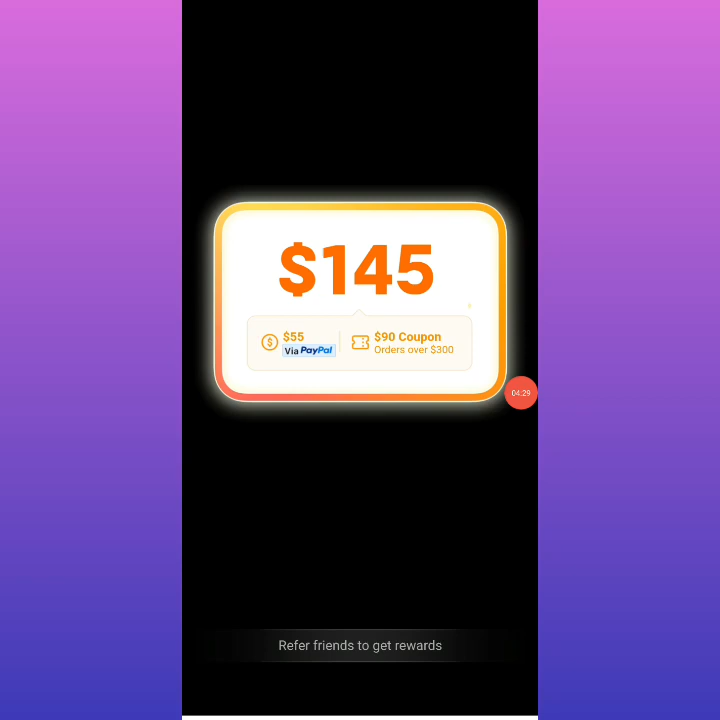 $145
$55
Via PayPal
$90 Coupon
Orders over $300
04:29
Refer friends to get rewards